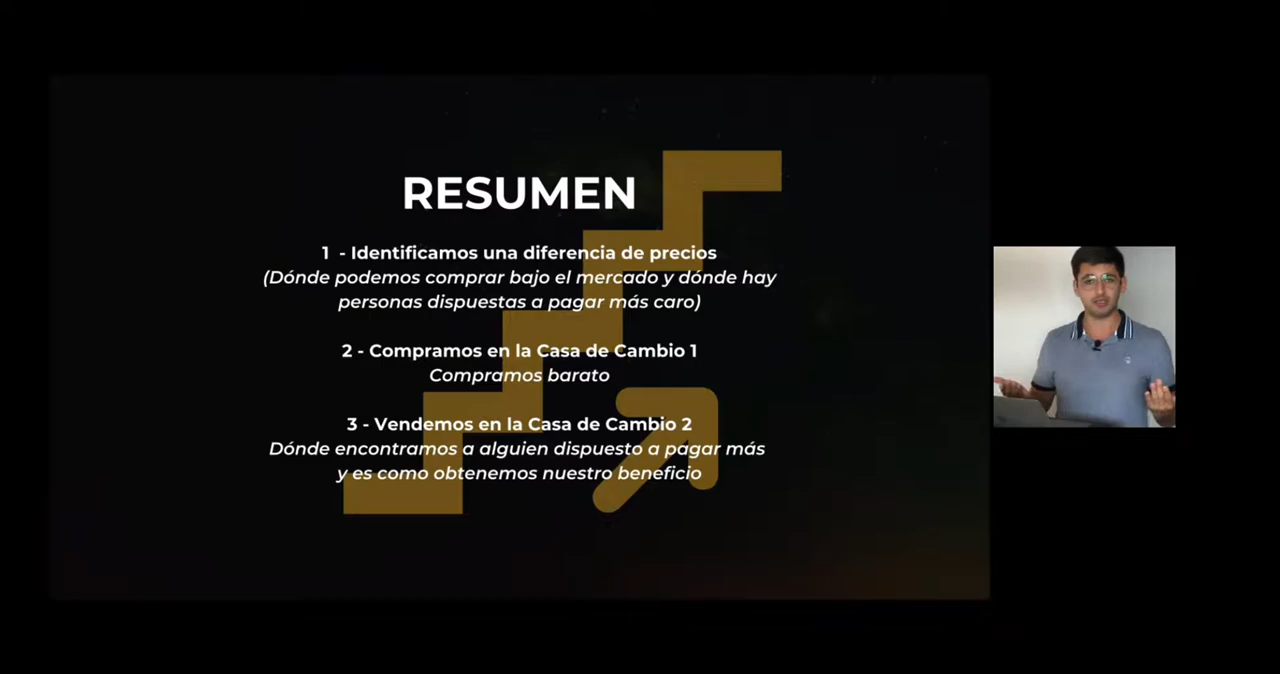 RESUMEN
1 - Identificamos una diferencia de precios
(Dónde podemos comprar bajo el mercado y dónde hay
personas dispuestas a pagar más caro)
2 - Compramos en la Casa de Cambio 1
Compramos barato
3 - Vendemos en la Casa de Cambio 2
Dónde encontramos a alguien dispuesto a pagar más
y es como obtenemos nuestro beneficio